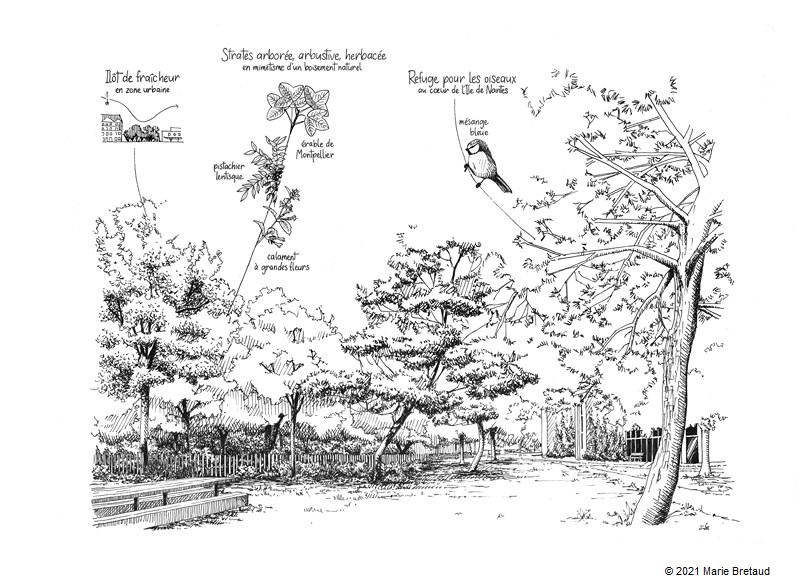 Îlôt de fraîcheur
en zone urbaine
Strates arborée, arbustive, herbacée
en mimétisme d'un boisement naturel
Refuge pour les oiseaux
au cœur de L'Ile de Nantes
mésange
bleue
érable de
Montpellier
pistachier
lentisque
calament
à grandes fleurs
© 2021 Marie Bretaud